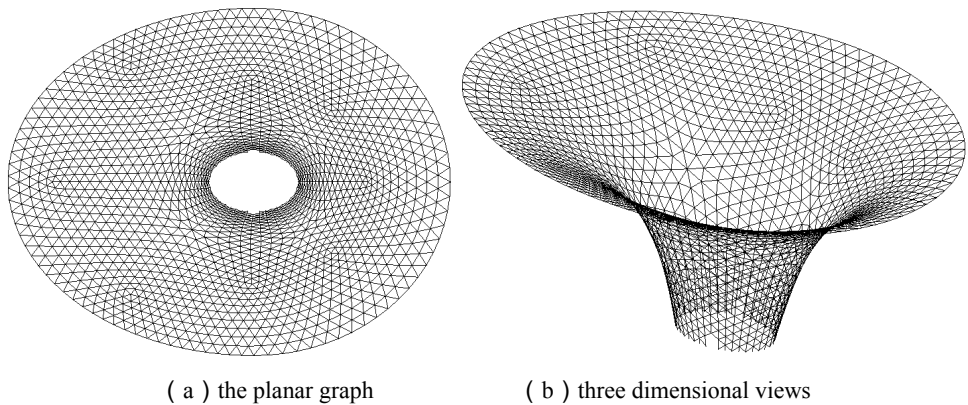 ( a ) the planar graph
( b ) three dimensional views